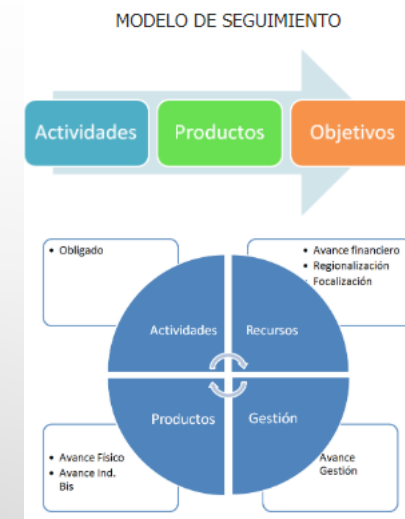 MODELO DE SEGUIMIENTO
Actividades
Productos
Objetivos
• Obligado
• Avance financiero
• Regionalización
Focalización
Actividades
Recursos
Productos
Gestión
• Avance Físico
• Avance Ind.
Bis
Avance
Gestión